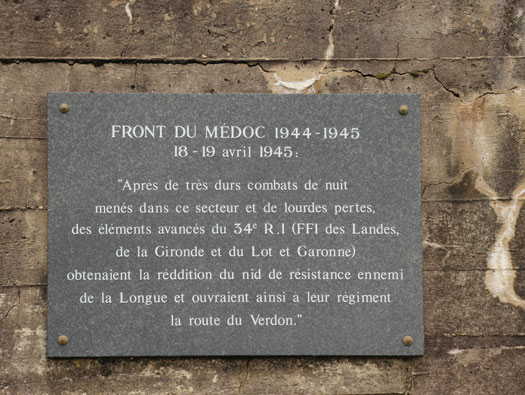 FRONT DU MÉDOC 1944-1945
18-19 avril 1945:
"Après de très durs combats de nuit
menés dans ce secteur et de lourdes pertes,
des éléments avancés du 34e R.I (FFI des Landes,
de la Gironde et du Lot et Garonne)
obtenaient la réddition du nid de résistance ennemi
de la Longue et ouvraient ainsi à leur régiment
la route du Verdon."